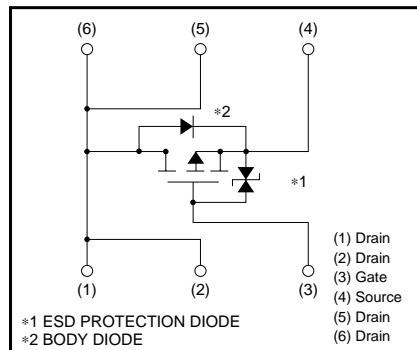 (6) (5) (4)
∗2
∗1
(1) (2) (3)
(1) Drain
(2) Drain
(3) Gate
(4) Source
(5) Drain
(6) Drain
∗1 ESD PROTECTION DIODE
∗2 BODY DIODE